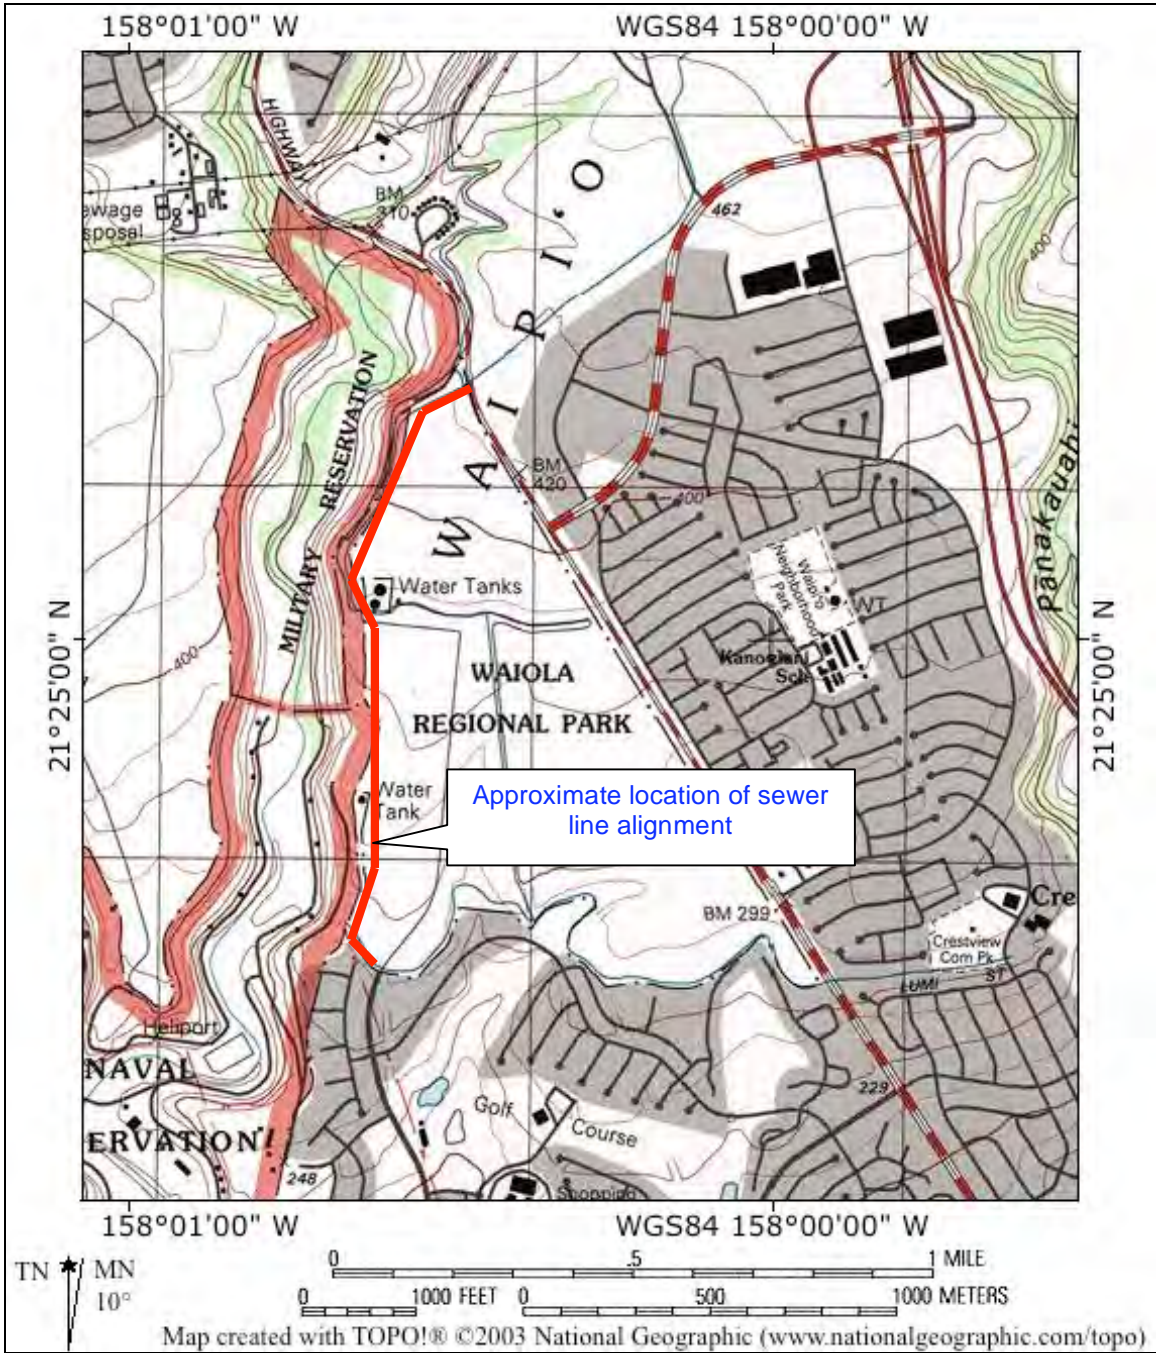 158°01'00" W
WGS84 158°00'00" W
HIGHWAY
BM
310
ewage
sposal
462
400
WAIPI'O
MILITARY RESERVATION
BM
420
400
Pānakauahi
Water Tanks
Waipi'o
Neighborhood
Park
WT
21°25'00" N
21°25'00" N
400
Sch
WAIOLA
REGIONAL PARK
Water
Tank
Approximate location of sewer
line alignment
BM 299
Cre
Crestview
Com Pk
LUMI ST
Heliport
NAVAL
ERVATION
229
Golf Course
248
Shopping
158°01'00" W
WGS84 158°00'00" W
TN MN
10°
0 .5 1 MILE
0 1000 FEET 0 500 1000 METERS
Map created with TOPO!® ©2003 National Geographic (www.nationalgeographic.com/topo)